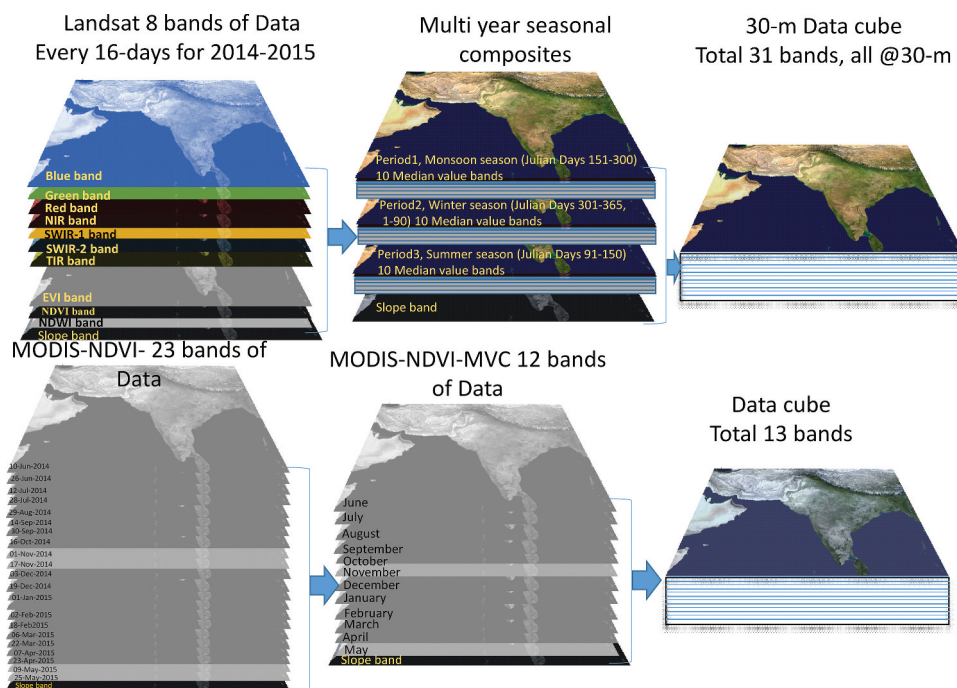 Landsat 8 bands of Data
Every 16-days for 2014-2015
Blue band
Green band
Red band
NIR band
SWIR-1 band
SWIR-2 band
TIR band
EVI band
NDVI band
NDWI band
Slope band
Multi year seasonal
composites
Period1, Monsoon season (Julian Days 151-300)
10 Median value bands
Period2, Winter season (Julian Days 301-365,
1-90) 10 Median value bands
Period3, Summer season (Julian Days 91-150)
10 Median value bands
Slope band
30-m Data cube
Total 31 bands, all @30-m
MODIS-NDVI- 23 bands of
Data
10-Jun-2014
26-Jun-2014
12-Jul-2014
28-Jul-2014
29-Aug-2014
14-Sep-2014
30-Sep-2014
16-Oct-2014
01-Nov-2014
17-Nov-2014
03-Dec-2014
19-Dec-2014
01-Jan-2015
02-Feb-2015
18-Feb2015
06-Mar-2015
22-Mar-2015
07-Apr-2015
23-Apr-2015
09-May-2015
25-May-2015
Slope band
MODIS-NDVI-MVC 12 bands
of Data
June
July
August
September
October
November
December
January
February
March
April
May
Slope band
Data cube
Total 13 bands